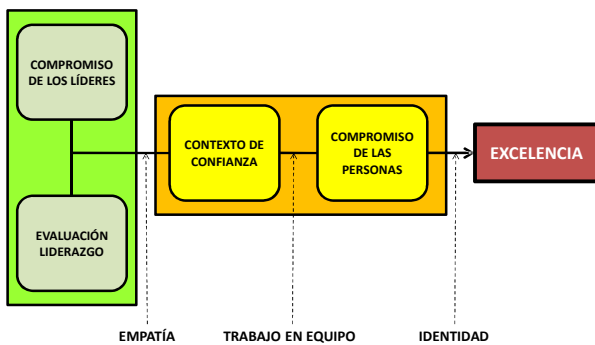 COMPROMISO
DE LOS LÍDERES
EVALUACIÓN
LIDERAZGO
CONTEXTO DE
CONFIANZA
COMPROMISO
DE LAS
PERSONAS
EXCELENCIA
EMPATÍA
TRABAJO EN EQUIPO
IDENTIDAD